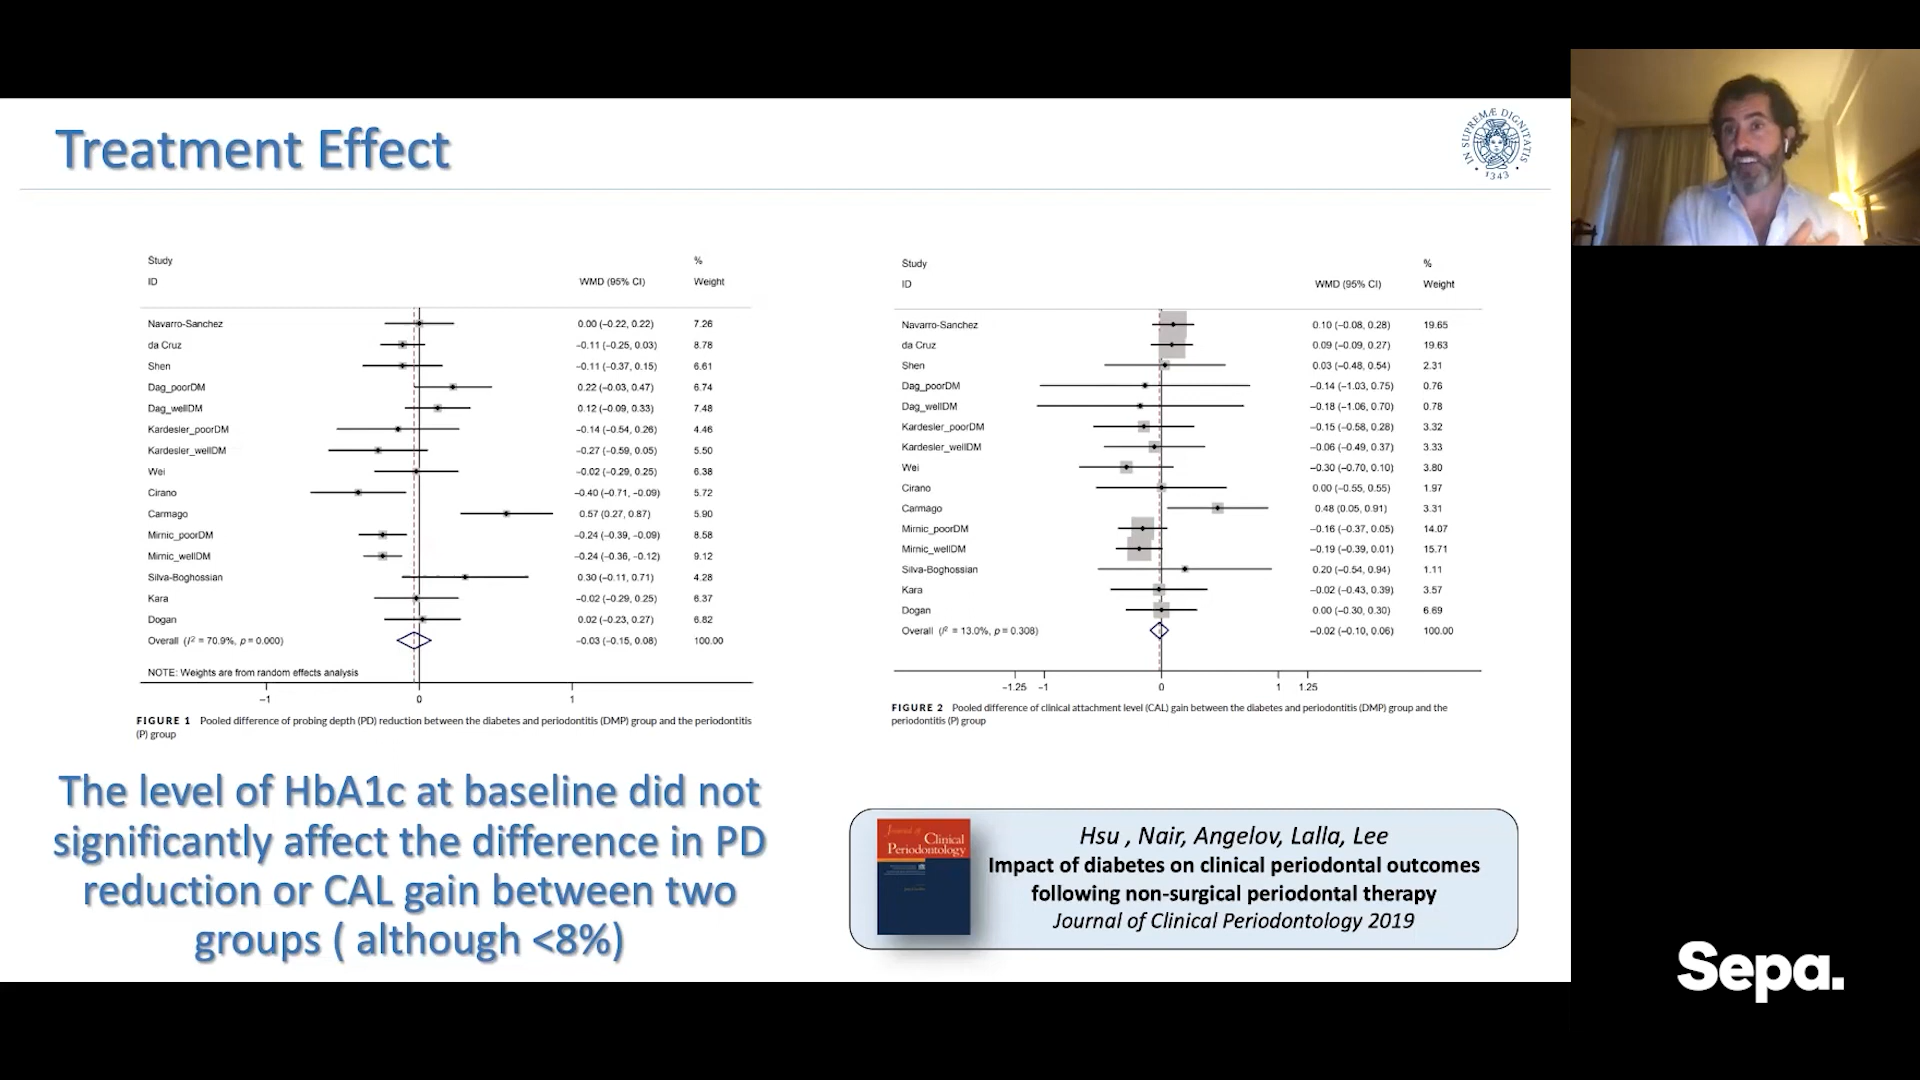 Treatment Effect
IN SUPREMÆ DIGNITATIS
1343
Study % 
ID WMD (95% CI) Weight
Navarro-Sanchez 0.00 (−0.22, 0.22) 7.26
da Cruz −0.11 (−0.25, 0.03) 8.78
Shen −0.11 (−0.37, 0.15) 6.61
Dag_poorDM 0.22 (−0.03, 0.47) 6.74
Dag_wellDM 0.12 (−0.09, 0.33) 7.48
Kardesler_poorDM −0.14 (−0.54, 0.26) 4.46
Kardesler_wellDM −0.27 (−0.59, 0.05) 5.50
Wei −0.02 (−0.29, 0.25) 6.38
Cirano −0.40 (−0.71, −0.09) 5.72
Carmago 0.57 (0.27, 0.87) 5.90
Mirnic_poorDM −0.24 (−0.39, −0.09) 8.58
Mirnic_wellDM −0.24 (−0.36, −0.12) 9.12
Silva-Boghossian 0.30 (−0.11, 0.71) 4.28
Kara −0.02 (−0.29, 0.25) 6.37
Dogan 0.02 (−0.23, 0.27) 6.82
Overall (I² = 70.9%, p = 0.000) −0.03 (−0.15, 0.08) 100.00
NOTE: Weights are from random effects analysis
−1 0 1
FIGURE 1 Pooled difference of probing depth (PD) reduction between the diabetes and periodontitis (DMP) group and the periodontitis
(P) group
Study %
ID WMD (95% CI) Weight
Navarro-Sanchez 0.10 (−0.08, 0.28) 19.65
da Cruz 0.09 (−0.09, 0.27) 19.63
Shen 0.03 (−0.48, 0.54) 2.31
Dag_poorDM −0.14 (−1.03, 0.75) 0.76
Dag_wellDM −0.18 (−1.06, 0.70) 0.78
Kardesler_poorDM −0.15 (−0.58, 0.28) 3.32
Kardesler_wellDM −0.06 (−0.49, 0.37) 3.33
Wei −0.30 (−0.70, 0.10) 3.80
Cirano 0.00 (−0.55, 0.55) 1.97
Carmago 0.48 (0.05, 0.91) 3.31
Mirnic_poorDM −0.16 (−0.37, 0.05) 14.07
Mirnic_wellDM −0.19 (−0.39, 0.01) 15.71
Silva-Boghossian 0.20 (−0.54, 0.94) 1.11
Kara −0.02 (−0.43, 0.39) 3.57
Dogan 0.00 (−0.30, 0.30) 6.69
Overall (I² = 13.0%, p = 0.308) −0.02 (−0.10, 0.06) 100.00
−1.25 −1 0 1 1.25
FIGURE 2 Pooled difference of clinical attachment level (CAL) gain between the diabetes and periodontitis (DMP) group and the
periodontitis (P) group
The level of HbA1c at baseline did not
significantly affect the difference in PD
reduction or CAL gain between two
groups ( although <8%)
Journal of
Clinical
Periodontology
Hsu , Nair, Angelov, Lalla, Lee
Impact of diabetes on clinical periodontal outcomes
following non-surgical periodontal therapy
Journal of Clinical Periodontology 2019
Sepa.